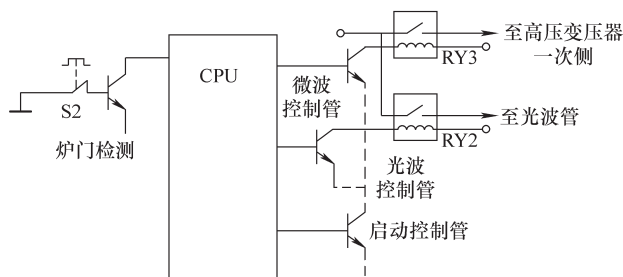 至高压变压器
一次侧
RY3
CPU
微波
控制管
S2
至光波管
RY2
炉门检测
光波
控制管
启动控制管